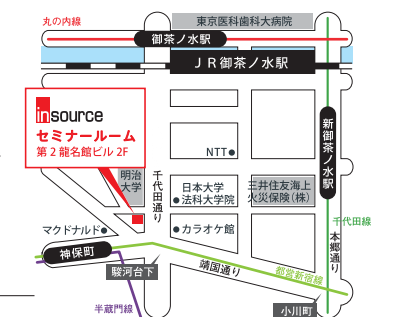 丸の内線
東京医科歯科大病院
御茶ノ水駅
ＪＲ御茶ノ水駅
insource
セミナールーム
第２龍名館ビル 2F
NTT
新御茶ノ水駅
明治
大学
千代田通り
日本大学
法科大学院
三井住友海上
火災保険（株）
マクドナルド
カラオケ館
千代田線
本郷通り
神保町
駿河台下
靖国通り
都営新宿線
半蔵門線
小川町